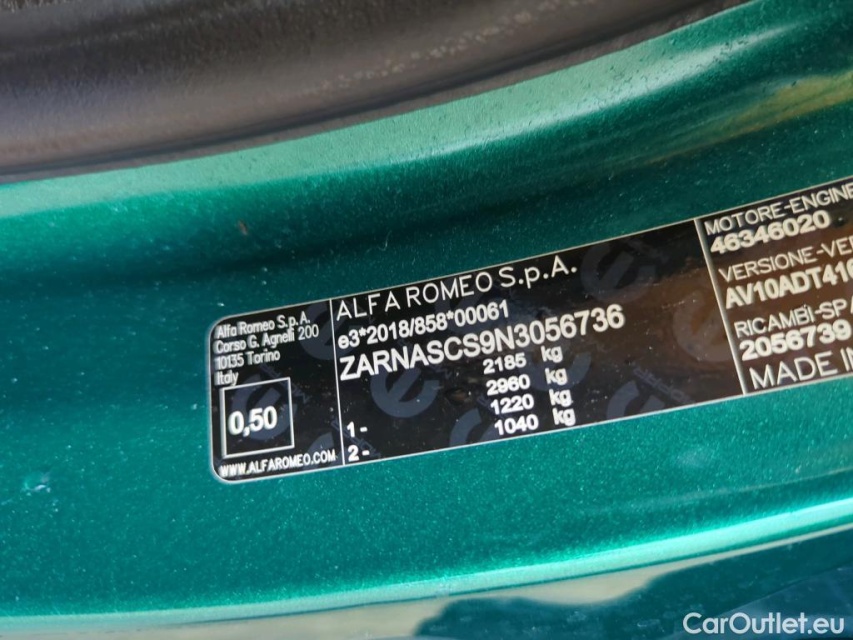 Alfa Romeo S.p.A.
Corso G. Agnelli 200
10135 Torino
Italy
0,50
WWW.ALFAROMEO.COM
ALFA ROMEO S.p.A.
e3*2018/858*00061
ZARNASCS9N3056736
2185 kg
2960 kg
1- 1220 kg
2- 1040 kg
MOTORE-ENGINE
46346020
VERSIONE-VE
AV10ADT41
RICAMBI-SP
2056739
MADE IN
CarOutlet.eu